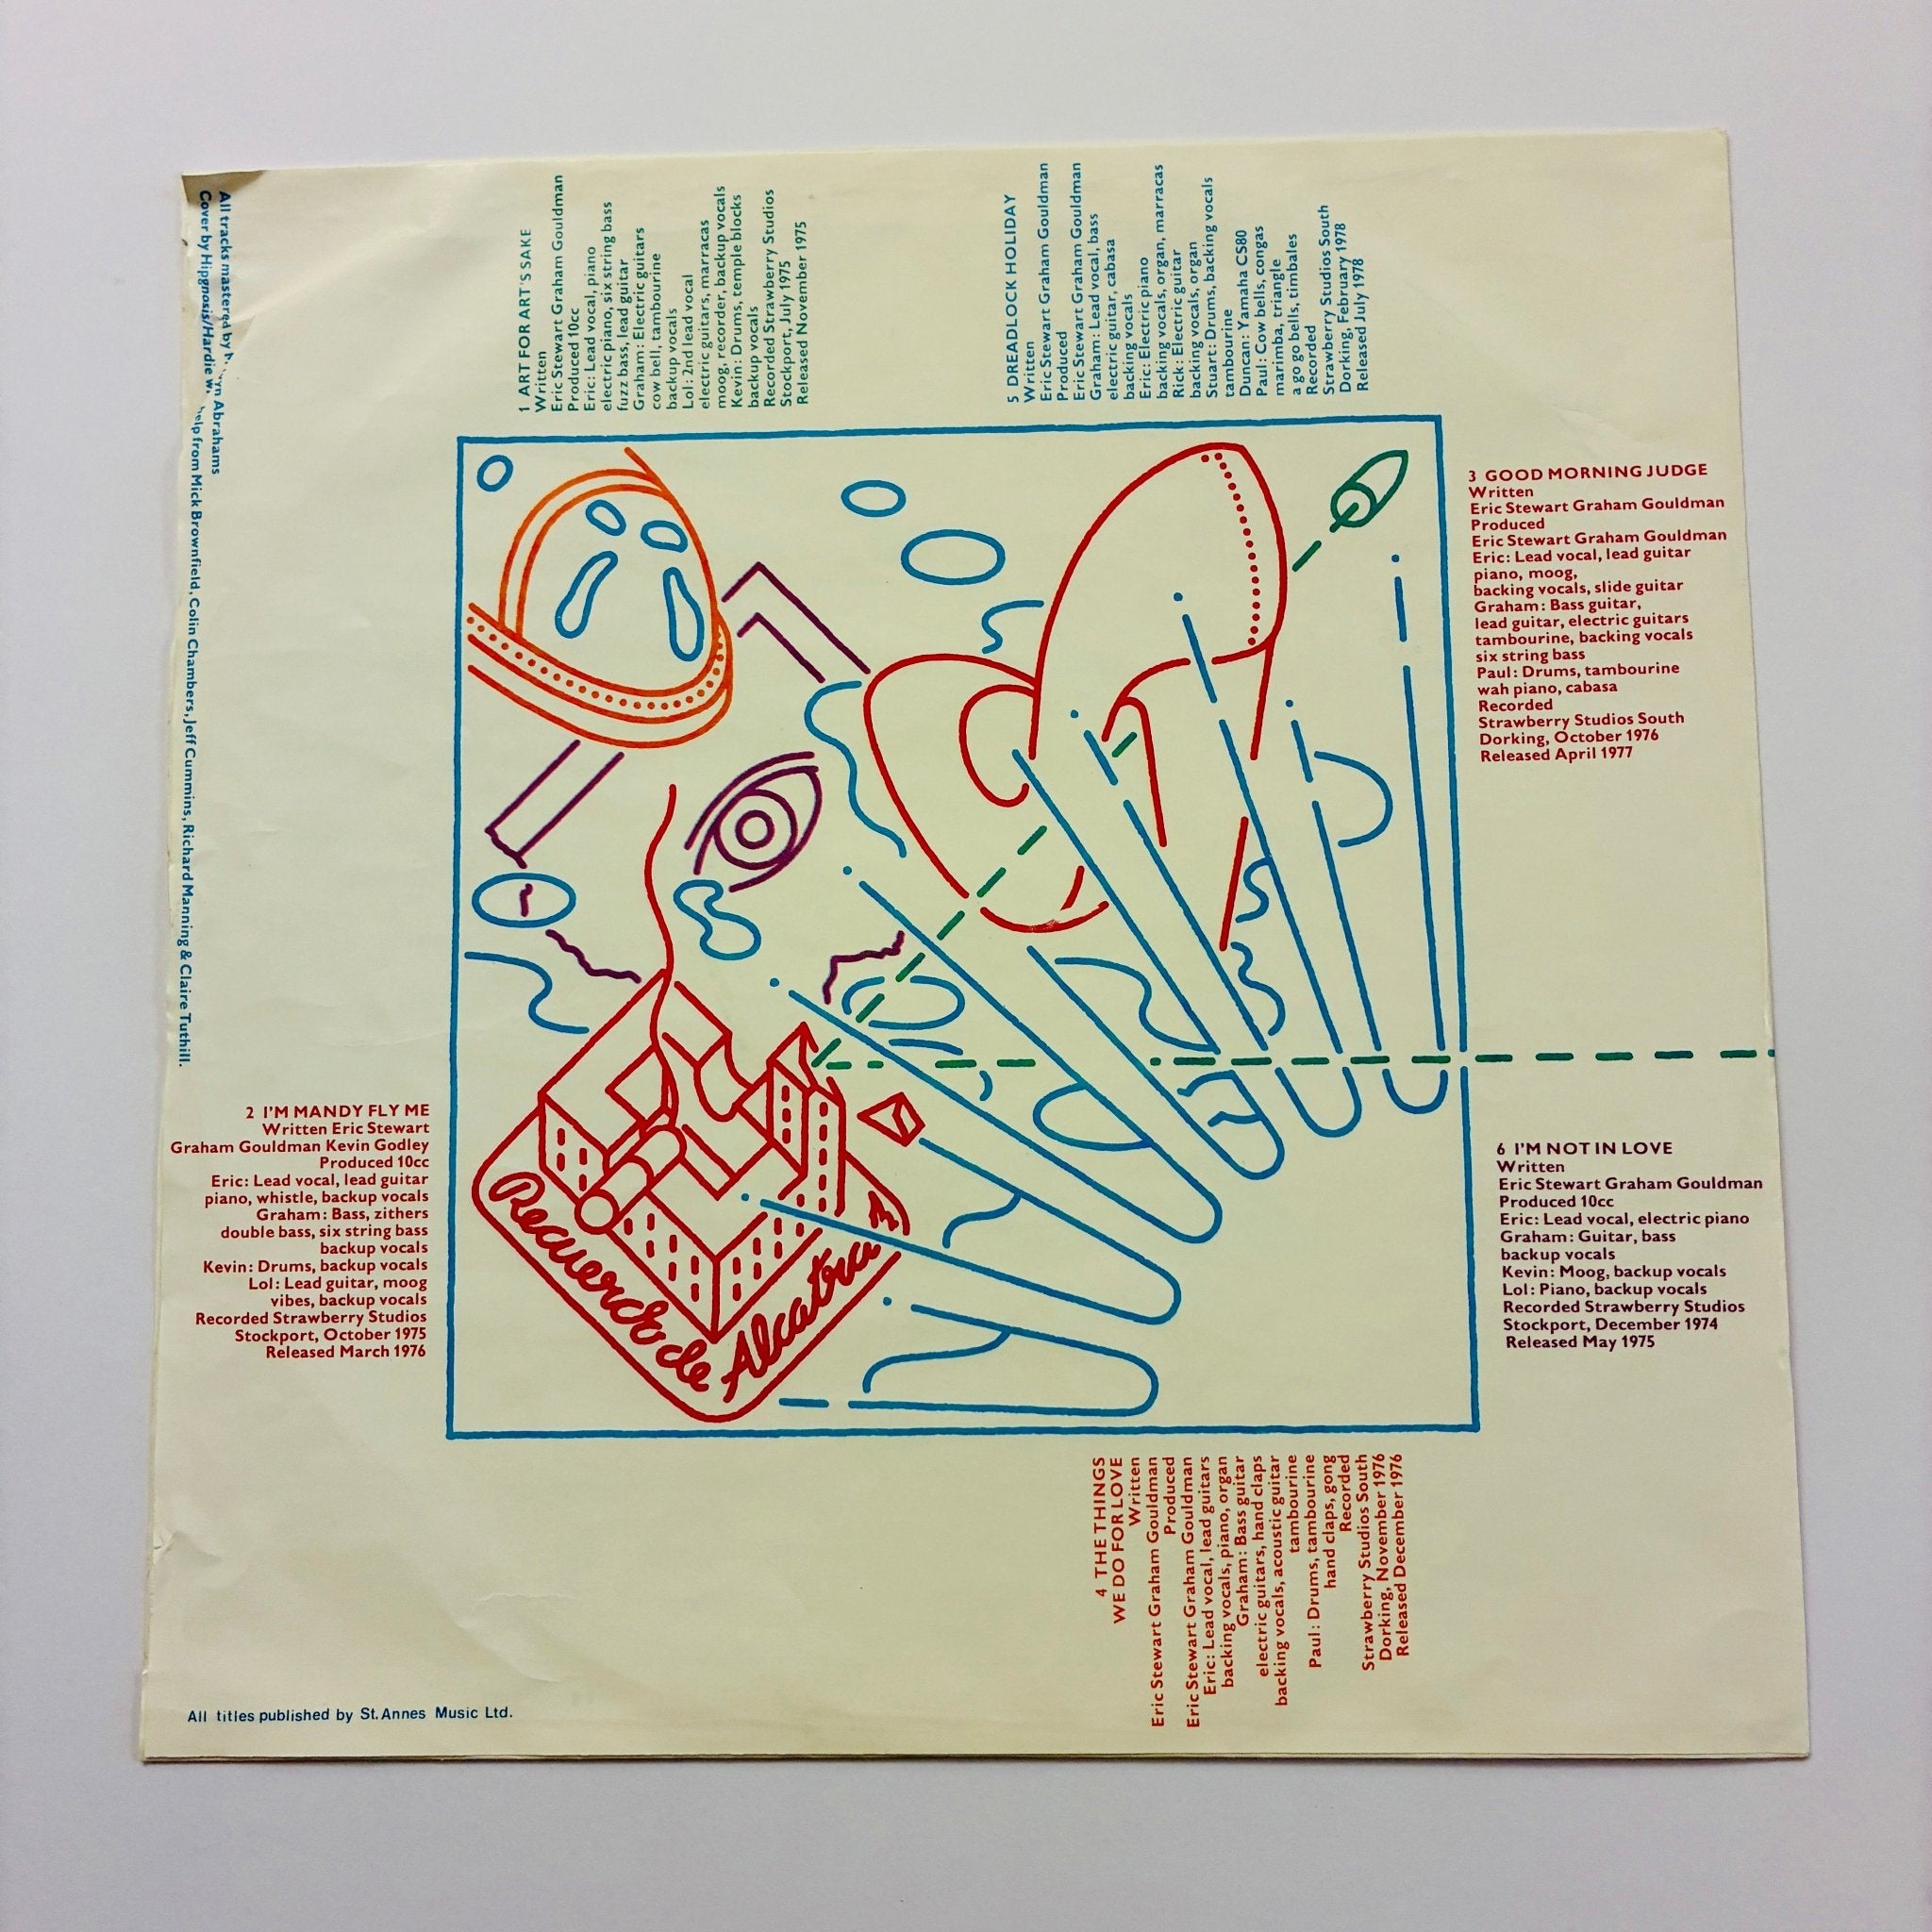 All tracks mastered by Abrahams
Cover by Hipgnosis/Hardie help from Mick Brownfield, Colin Chambers, Jeff Cummins, Richard Manning & Claire Tuthill.
1 ART FOR ART'S SAKE
Written
Eric Stewart Graham Gouldman
Produced 10cc
Eric: Lead vocal, piano
electric piano, six string bass
fuzz bass, lead guitar
Graham: Electric guitars
cow bell, tambourine
backup vocals
Lol: 2nd lead vocal
electric guitars, marracas
moog, recorder, backup vocals
Kevin: Drums, temple blocks
backup vocals
Recorded Strawberry Studios
Stockport, July 1975
Released November 1975
5 DREADLOCK HOLIDAY
Written
Eric Stewart Graham Gouldman
Produced
Eric Stewart Graham Gouldman
Graham: Lead vocal, bass
electric guitar, cabasa
backing vocals
Eric: Electric piano
backing vocals, organ, marracas
Rick: Electric guitar
backing vocals, organ
Stuart: Drums, backing vocals
tambourine
Duncan: Yamaha CS80
Paul: Cow bells, congas
marimba, triangle
a go go bells, timbales
Recorded
Strawberry Studios South
Dorking, February 1978
Released July 1978
3 GOOD MORNING JUDGE
Written
Eric Stewart Graham Gouldman
Produced
Eric Stewart Graham Gouldman
Eric: Lead vocal, lead guitar
piano, moog,
backing vocals, slide guitar
Graham: Bass guitar,
lead guitar, electric guitars
tambourine, backing vocals
six string bass
Paul: Drums, tambourine
wah piano, cabasa
Recorded
Strawberry Studios South
Dorking, October 1976
Released April 1977
2 I'M MANDY FLY ME
Written Eric Stewart
Graham Gouldman Kevin Godley
Produced 10cc
Eric: Lead vocal, lead guitar
piano, whistle, backup vocals
Graham: Bass, zithers
double bass, six string bass
backup vocals
Kevin: Drums, backup vocals
Lol: Lead guitar, moog
vibes, backup vocals
Recorded Strawberry Studios
Stockport, October 1975
Released March 1976
Recuerdo de
Alcatraz
6 I'M NOT IN LOVE
Written
Eric Stewart Graham Gouldman
Produced 10cc
Eric: Lead vocal, electric piano
Graham: Guitar, bass
backup vocals
Kevin: Moog, backup vocals
Lol: Piano, backup vocals
Recorded Strawberry Studios
Stockport, December 1974
Released May 1975
4 THE THINGS
WE DO FOR LOVE
Written
Eric Stewart Graham Gouldman
Produced
Eric Stewart Graham Gouldman
Eric: Lead vocal, lead guitars
backing vocals, piano, organ
Graham: Bass guitar
electric guitars, hand claps
backing vocals, acoustic guitar
tambourine
Paul: Drums, tambourine
hand claps, gong
Recorded
Strawberry Studios South
Dorking, November 1976
Released December 1976
All titles published by St. Annes Music Ltd.